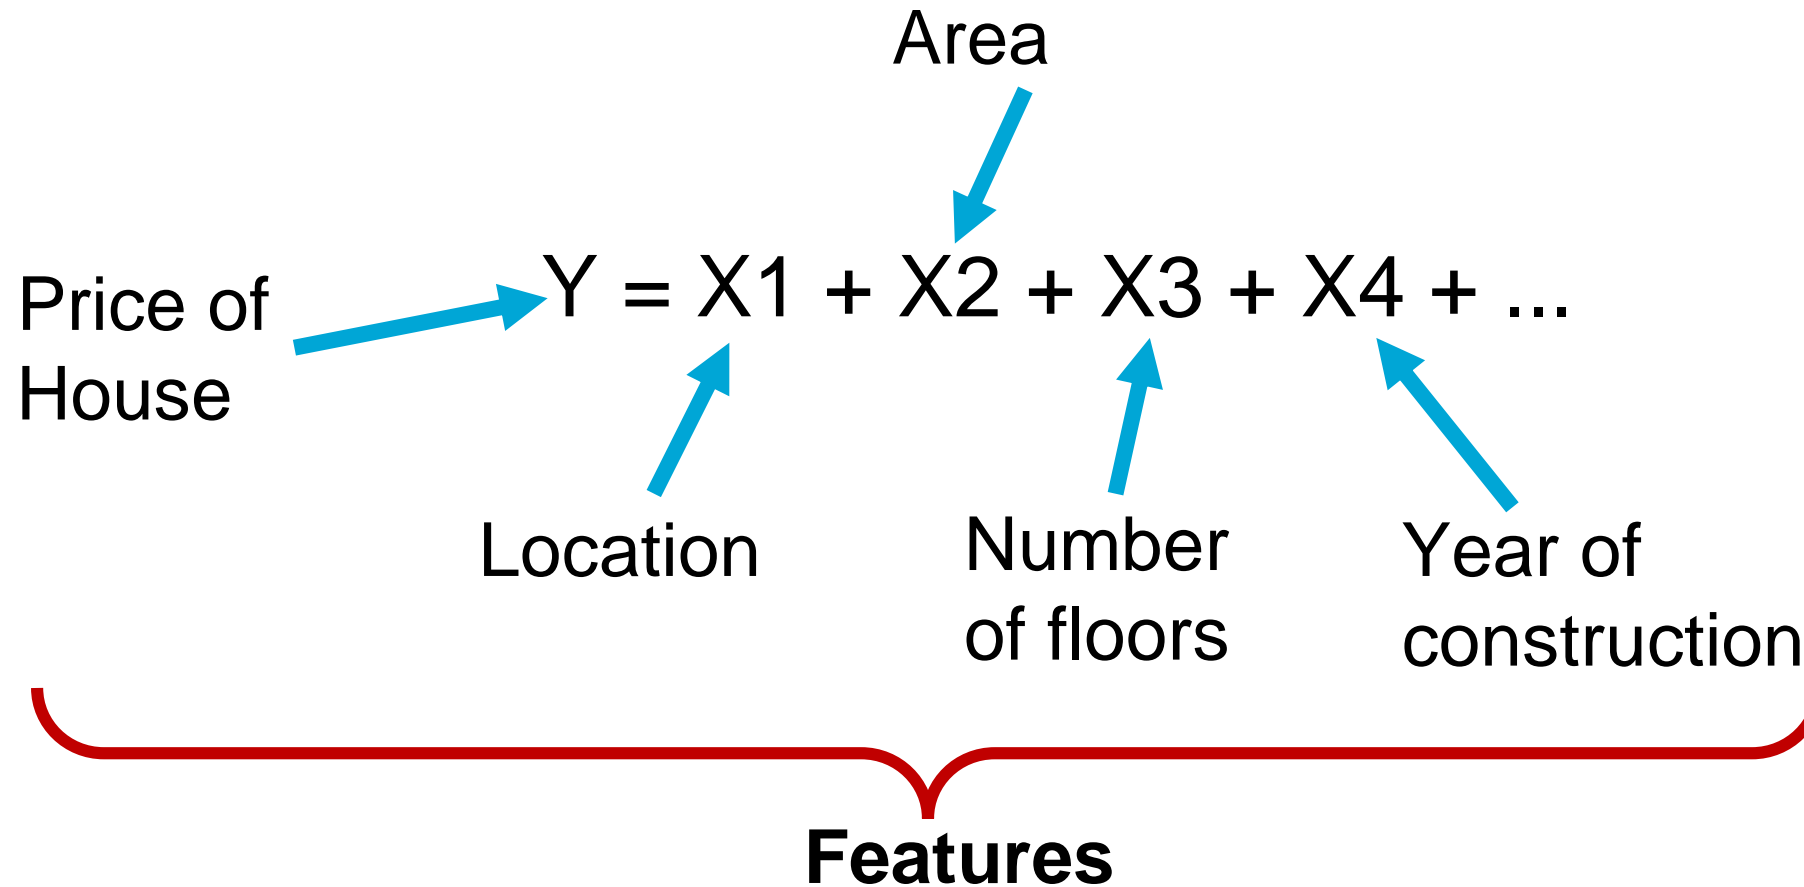 Area
Y = X1 + X2 + X3 + X4 + ...
Price of
House
Location
Number
of floors
Year of
construction
Features